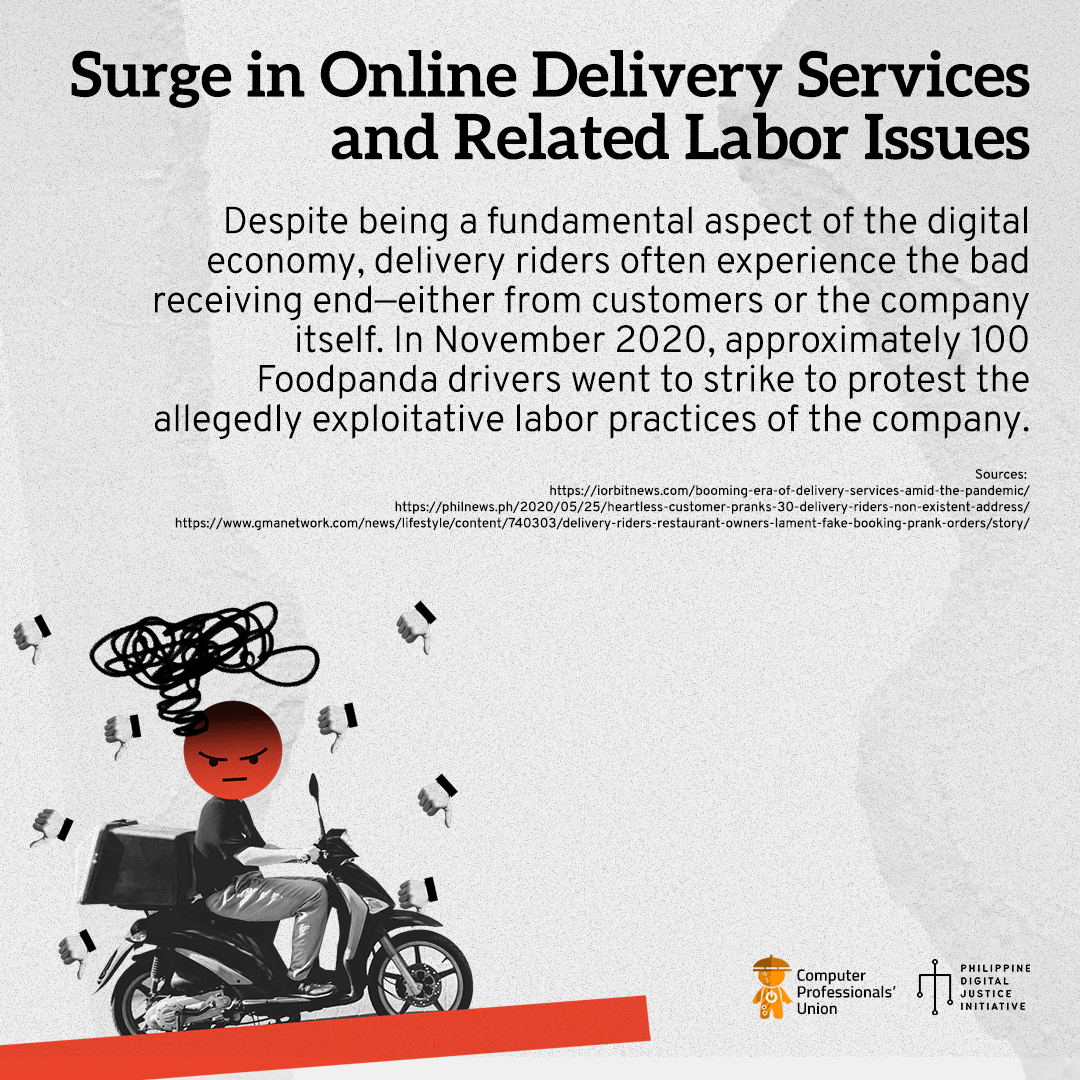 Surge in Online Delivery Services
and Related Labor Issues
Despite being a fundamental aspect of the digital
economy, delivery riders often experience the bad
receiving end—either from customers or the company
itself. In November 2020, approximately 100
Foodpanda drivers went to strike to protest the
allegedly exploitative labor practices of the company.
Sources:
https://iorbitnews.com/booming-era-of-delivery-services-amid-the-pandemic/
https://philnews.ph/2020/05/25/heartless-customer-pranks-30-delivery-riders-non-existent-address/
https://www.gmanetwork.com/news/lifestyle/content/740303/delivery-riders-restaurant-owners-lament-fake-booking-prank-orders/story/
Computer
Professionals'
Union
PHILIPPINE
DIGITAL
JUSTICE
INITIATIVE